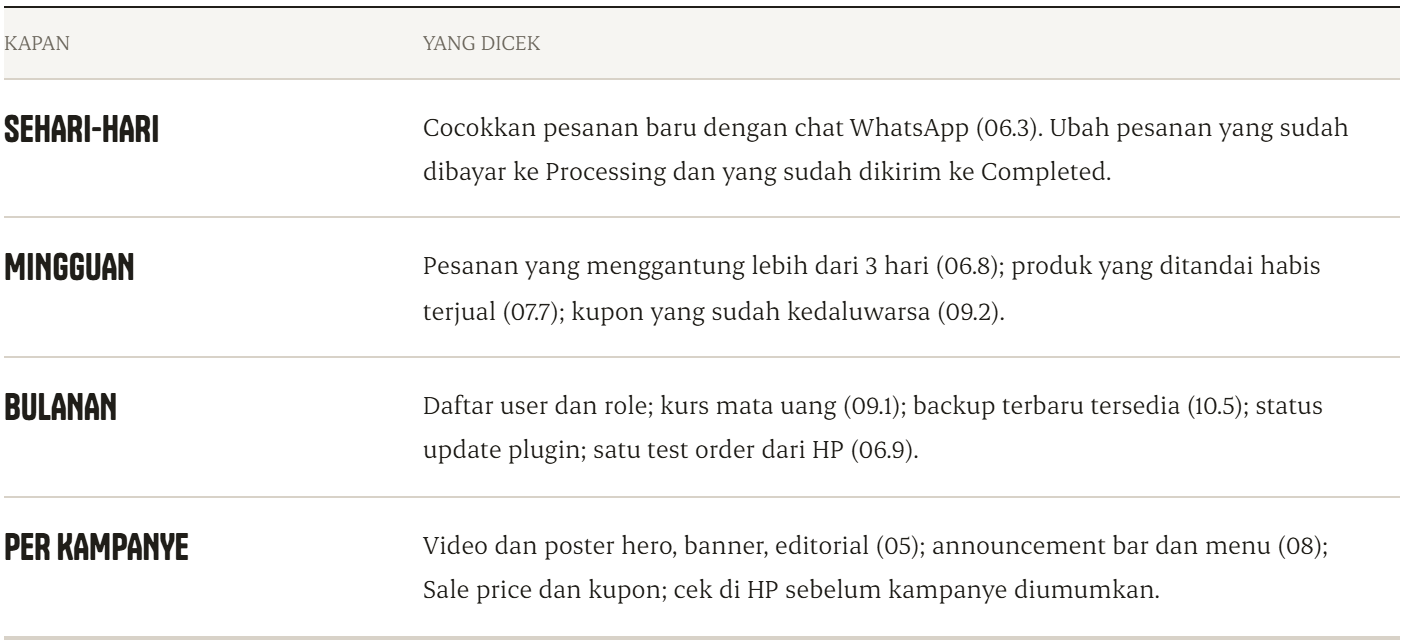 KAPAN
YANG DICEK
SEHARI-HARI
Cocokkan pesanan baru dengan chat WhatsApp (06.3). Ubah pesanan yang sudah
dibayar ke Processing dan yang sudah dikirim ke Completed.
MINGGUAN
Pesanan yang menggantung lebih dari 3 hari (06.8); produk yang ditandai habis
terjual (07.7); kupon yang sudah kedaluwarsa (09.2).
BULANAN
Daftar user dan role; kurs mata uang (09.1); backup terbaru tersedia (10.5); status
update plugin; satu test order dari HP (06.9).
PER KAMPANYE
Video dan poster hero, banner, editorial (05); announcement bar dan menu (08);
Sale price dan kupon; cek di HP sebelum kampanye diumumkan.